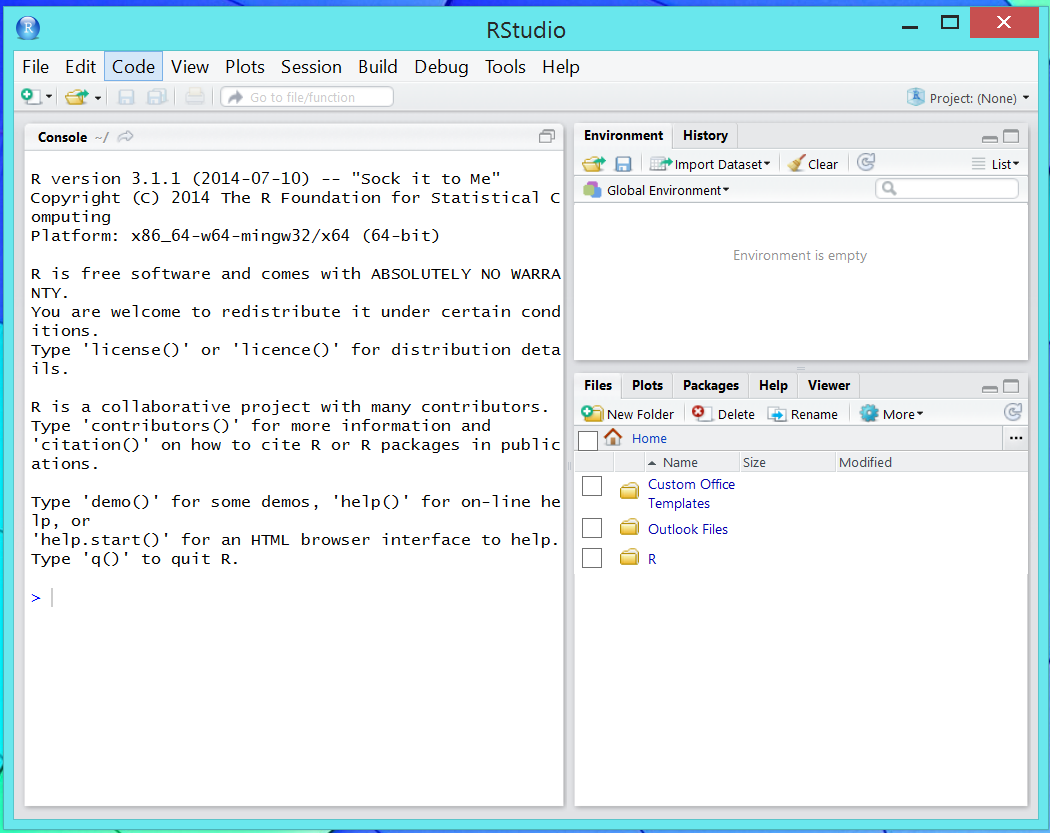 R
RStudio
File Edit Code View Plots Session Build Debug Tools Help
Go to file/function
R Project: (None)
Console ~/
R version 3.1.1 (2014-07-10) -- "Sock it to Me"
Copyright (C) 2014 The R Foundation for Statistical C
omputing
Platform: x86_64-w64-mingw32/x64 (64-bit)
R is free software and comes with ABSOLUTELY NO WARRA
NTY.
You are welcome to redistribute it under certain cond
itions.
Type 'license()' or 'licence()' for distribution deta
ils.
R is a collaborative project with many contributors.
Type 'contributors()' for more information and
'citation()' on how to cite R or R packages in public
ations.
Type 'demo()' for some demos, 'help()' for on-line he
lp, or
'help.start()' for an HTML browser interface to help.
Type 'q()' to quit R.
>
Environment History
Import Dataset Clear List
Global Environment
Environment is empty
Files Plots Packages Help Viewer
New Folder Delete Rename More
Home ...
Name Size Modified
Custom Office
Templates
Outlook Files
R